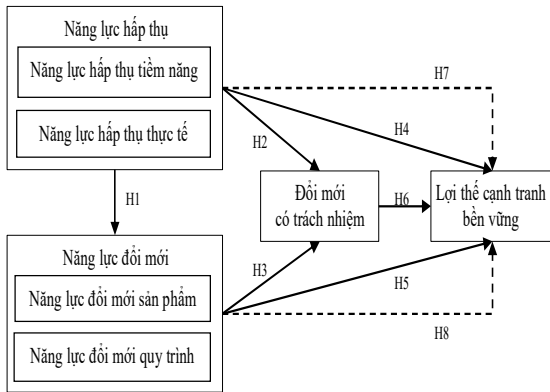 Năng lực hấp thụ
Năng lực hấp thụ tiềm năng
Năng lực hấp thụ thực tế
H7
H4
H2
H1
Đổi mới
có trách nhiệm
H6
Lợi thế cạnh tranh
bền vững
Năng lực đổi mới
Năng lực đổi mới sản phẩm
Năng lực đổi mới quy trình
H3
H5
H8